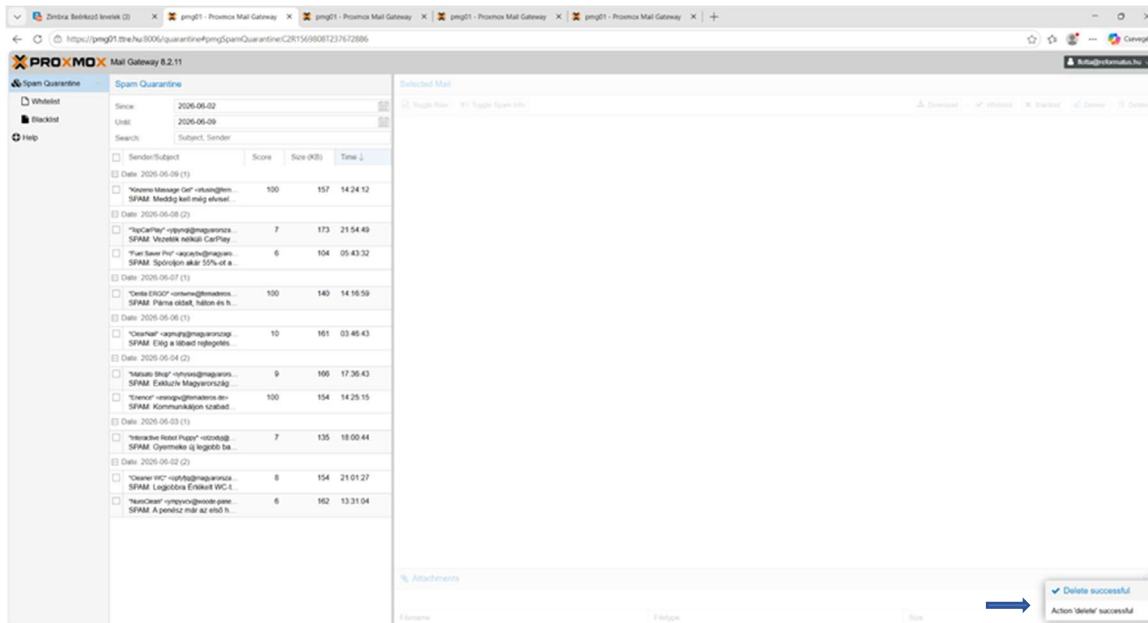 Zimbra: Beérkező levelek (3)
pmg01 - Proxmox Mail Gateway
pmg01 - Proxmox Mail Gateway
pmg01 - Proxmox Mail Gateway
pmg01 - Proxmox Mail Gateway
https://pmg01.ttre.hu:8006/quarantine#pmgSpamQuarantine:C2R1569808T237672886
PROXMOX Mail Gateway 8.2.11
Spam Quarantine
Whitelist
Blacklist
Help
Spam Quarantine
Since: 2026-06-02
Until: 2026-06-09
Search: Subject, Sender
Sender/Subject Score Size (KB) Time ↓
Date: 2026-06-09 (1)
"Kinzeno Massage Gel" 100 157 14:24:12
SPAM: Meddig kell még elvisel...
Date: 2026-06-08 (2)
"TopCarPlay" 7 173 21:54:49
SPAM: Vezeték nélküli CarPlay...
"Fuel Saver Pro" 6 104 05:43:32
SPAM: Spóroljon akár 55%-ot a...
Date: 2026-06-07 (1)
"Denta ERGO" 100 140 14:16:59
SPAM: Párna oldalt, háton és h...
Date: 2026-06-06 (1)
"ClearNail" 10 161 03:46:43
SPAM: Elég a lábaid rejtegetés...
Date: 2026-06-04 (2)
"Matsato Shop" 9 166 17:36:43
SPAM: Exkluzív Magyarország ...
"Enence" 100 154 14:25:15
SPAM: Kommunikáljon szabad...
Date: 2026-06-03 (1)
"Interactive Robot Puppy" 7 135 18:00:44
SPAM: Gyermeke új legjobb ba...
Date: 2026-06-02 (2)
"Cleaner WC" 8 154 21:01:27
SPAM: Legjobbra Értékelt WC-t...
"NuroClean" 6 162 13:31:04
SPAM: A penész már az első h...
Selected Mail
Toggle Raw Toggle Spam Info Download Whitelist Blacklist Deliver Delete
Attachments
Filename Filetype Size
Delete successful
Action 'delete' successful